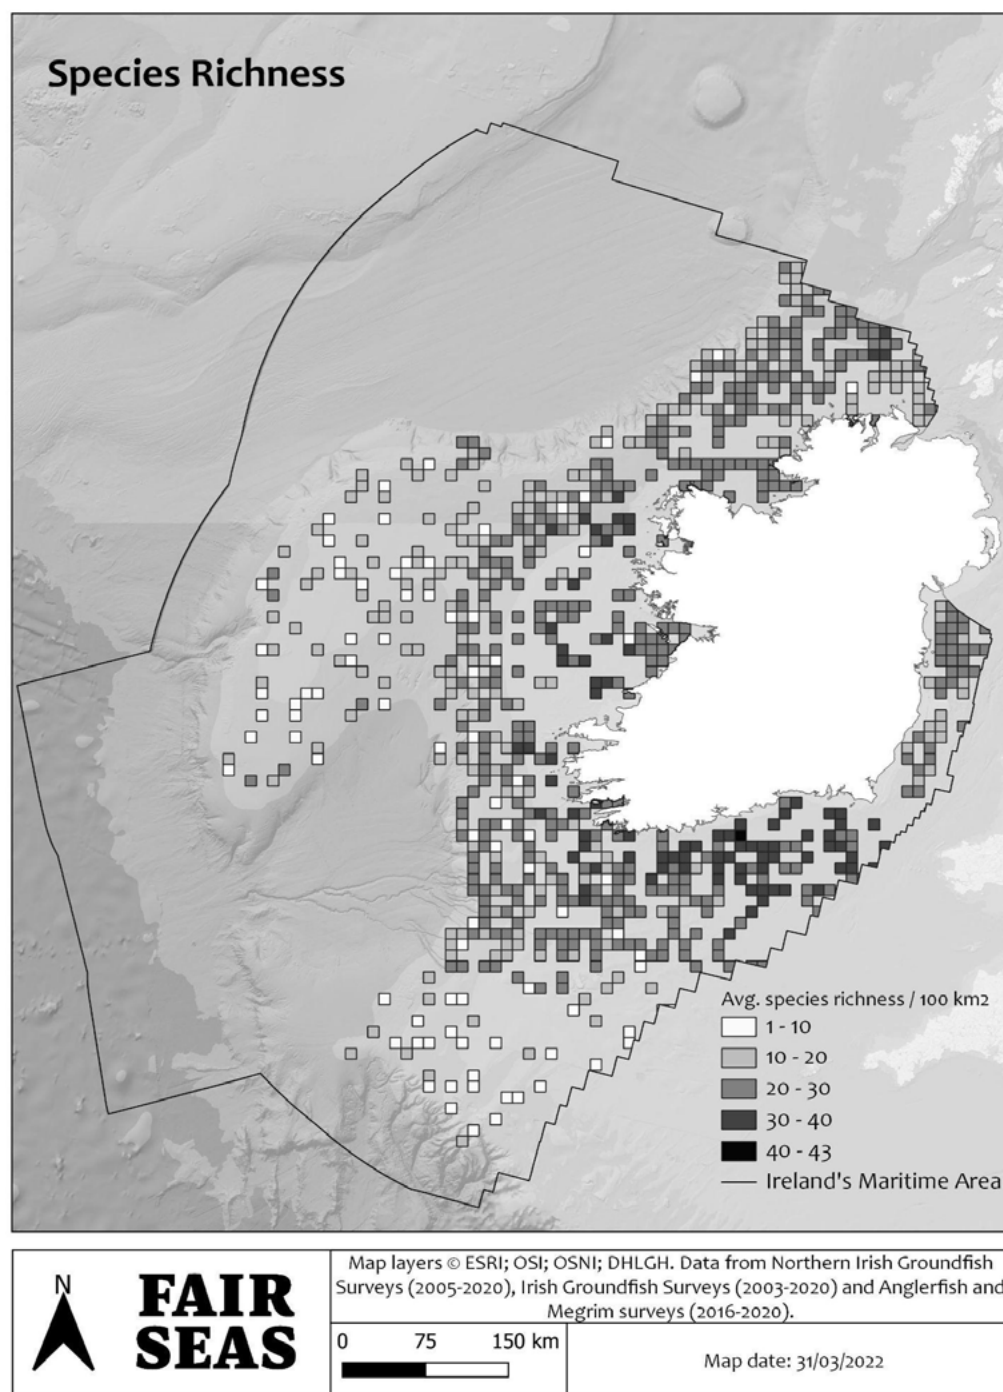 Species Richness
Avg. species richness / 100 km2
1 - 10
10 - 20
20 - 30
30 - 40
40 - 43
Ireland's Maritime Area
N
FAIR
SEAS
Map layers © ESRI; OSI; OSNI; DHLGH. Data from Northern Irish Groundfish
Surveys (2005-2020), Irish Groundfish Surveys (2003-2020) and Anglerfish and
Megrim surveys (2016-2020).
0 75 150 km
Map date: 31/03/2022